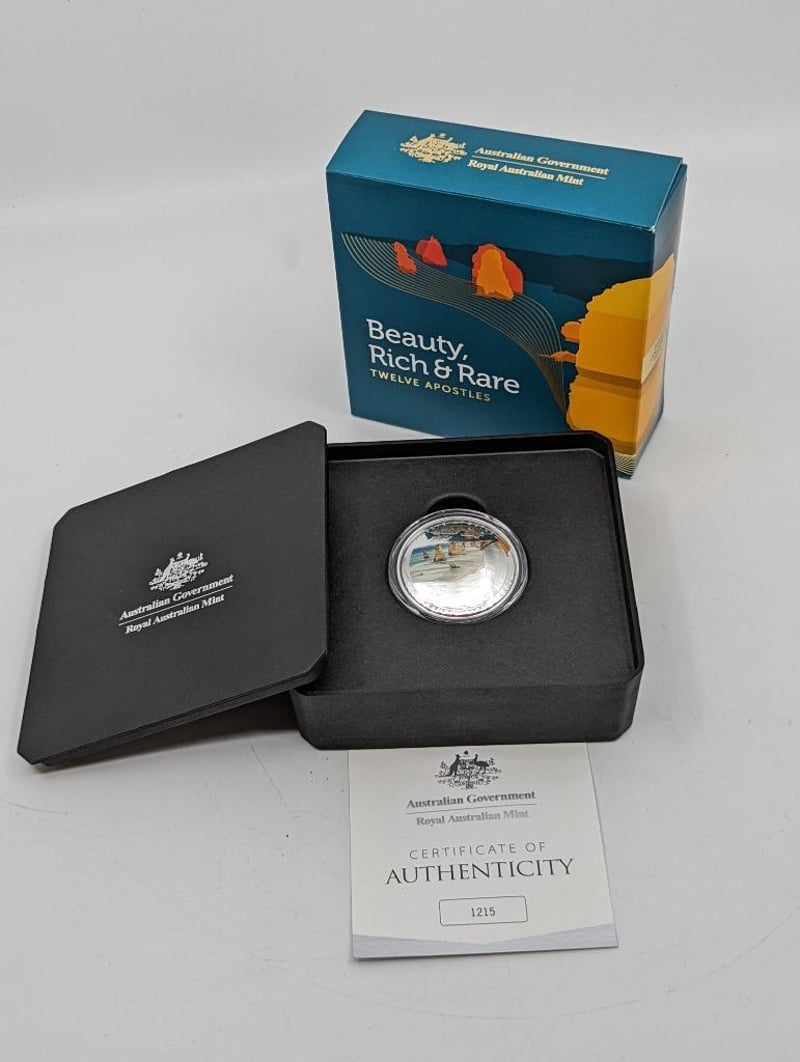 Australian Government
Royal Australian Mint
Beauty,
Rich & Rare
TWELVE APOSTLES
Australian Government
Royal Australian Mint
Australian Government
Royal Australian Mint
CERTIFICATE OF
AUTHENTICITY
1215